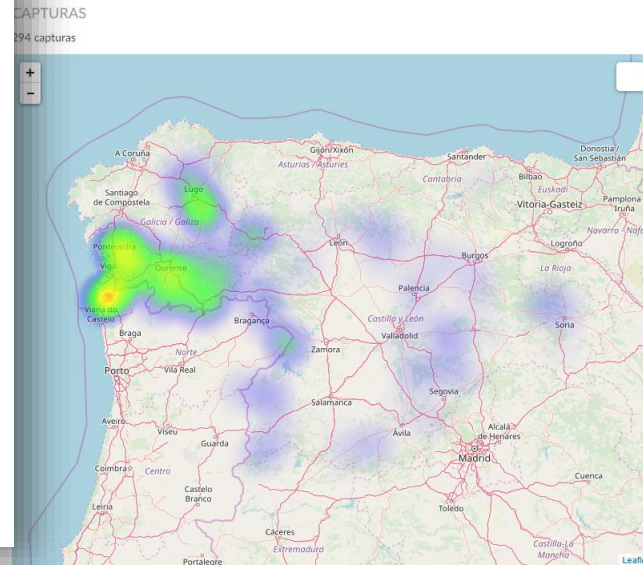 CAPTURAS
294 capturas
+
−
A Coruña
Gijón/Xixón
Asturias / Asturies
Santander
Donostia /
San Sebastián
Cantabria
Bilbao
Euskadi
Lugo
Santiago
de Compostela
Vitoria-Gasteiz
Pamplona
Iruña
Galicia / Galiza
León
Navarra - Nafa
Logroño
Pontevedra
Burgos
Vigo
Ourense
La Rioja
Palencia
Viana do
Castelo
Bragança
Castilla y León
Soria
Braga
Valladolid
Zamora
Norte
Porto
Vila Real
Segovia
Salamanca
Aveiro
Viseu
Ávila
Alcalá
de Henares
Guarda
Madrid
Coimbra
Centro
Cuenca
Castelo
Branco
Leiria
Toledo
Cáceres
Castilla-La
Mancha
Extremadura
Portalegre
Leafle